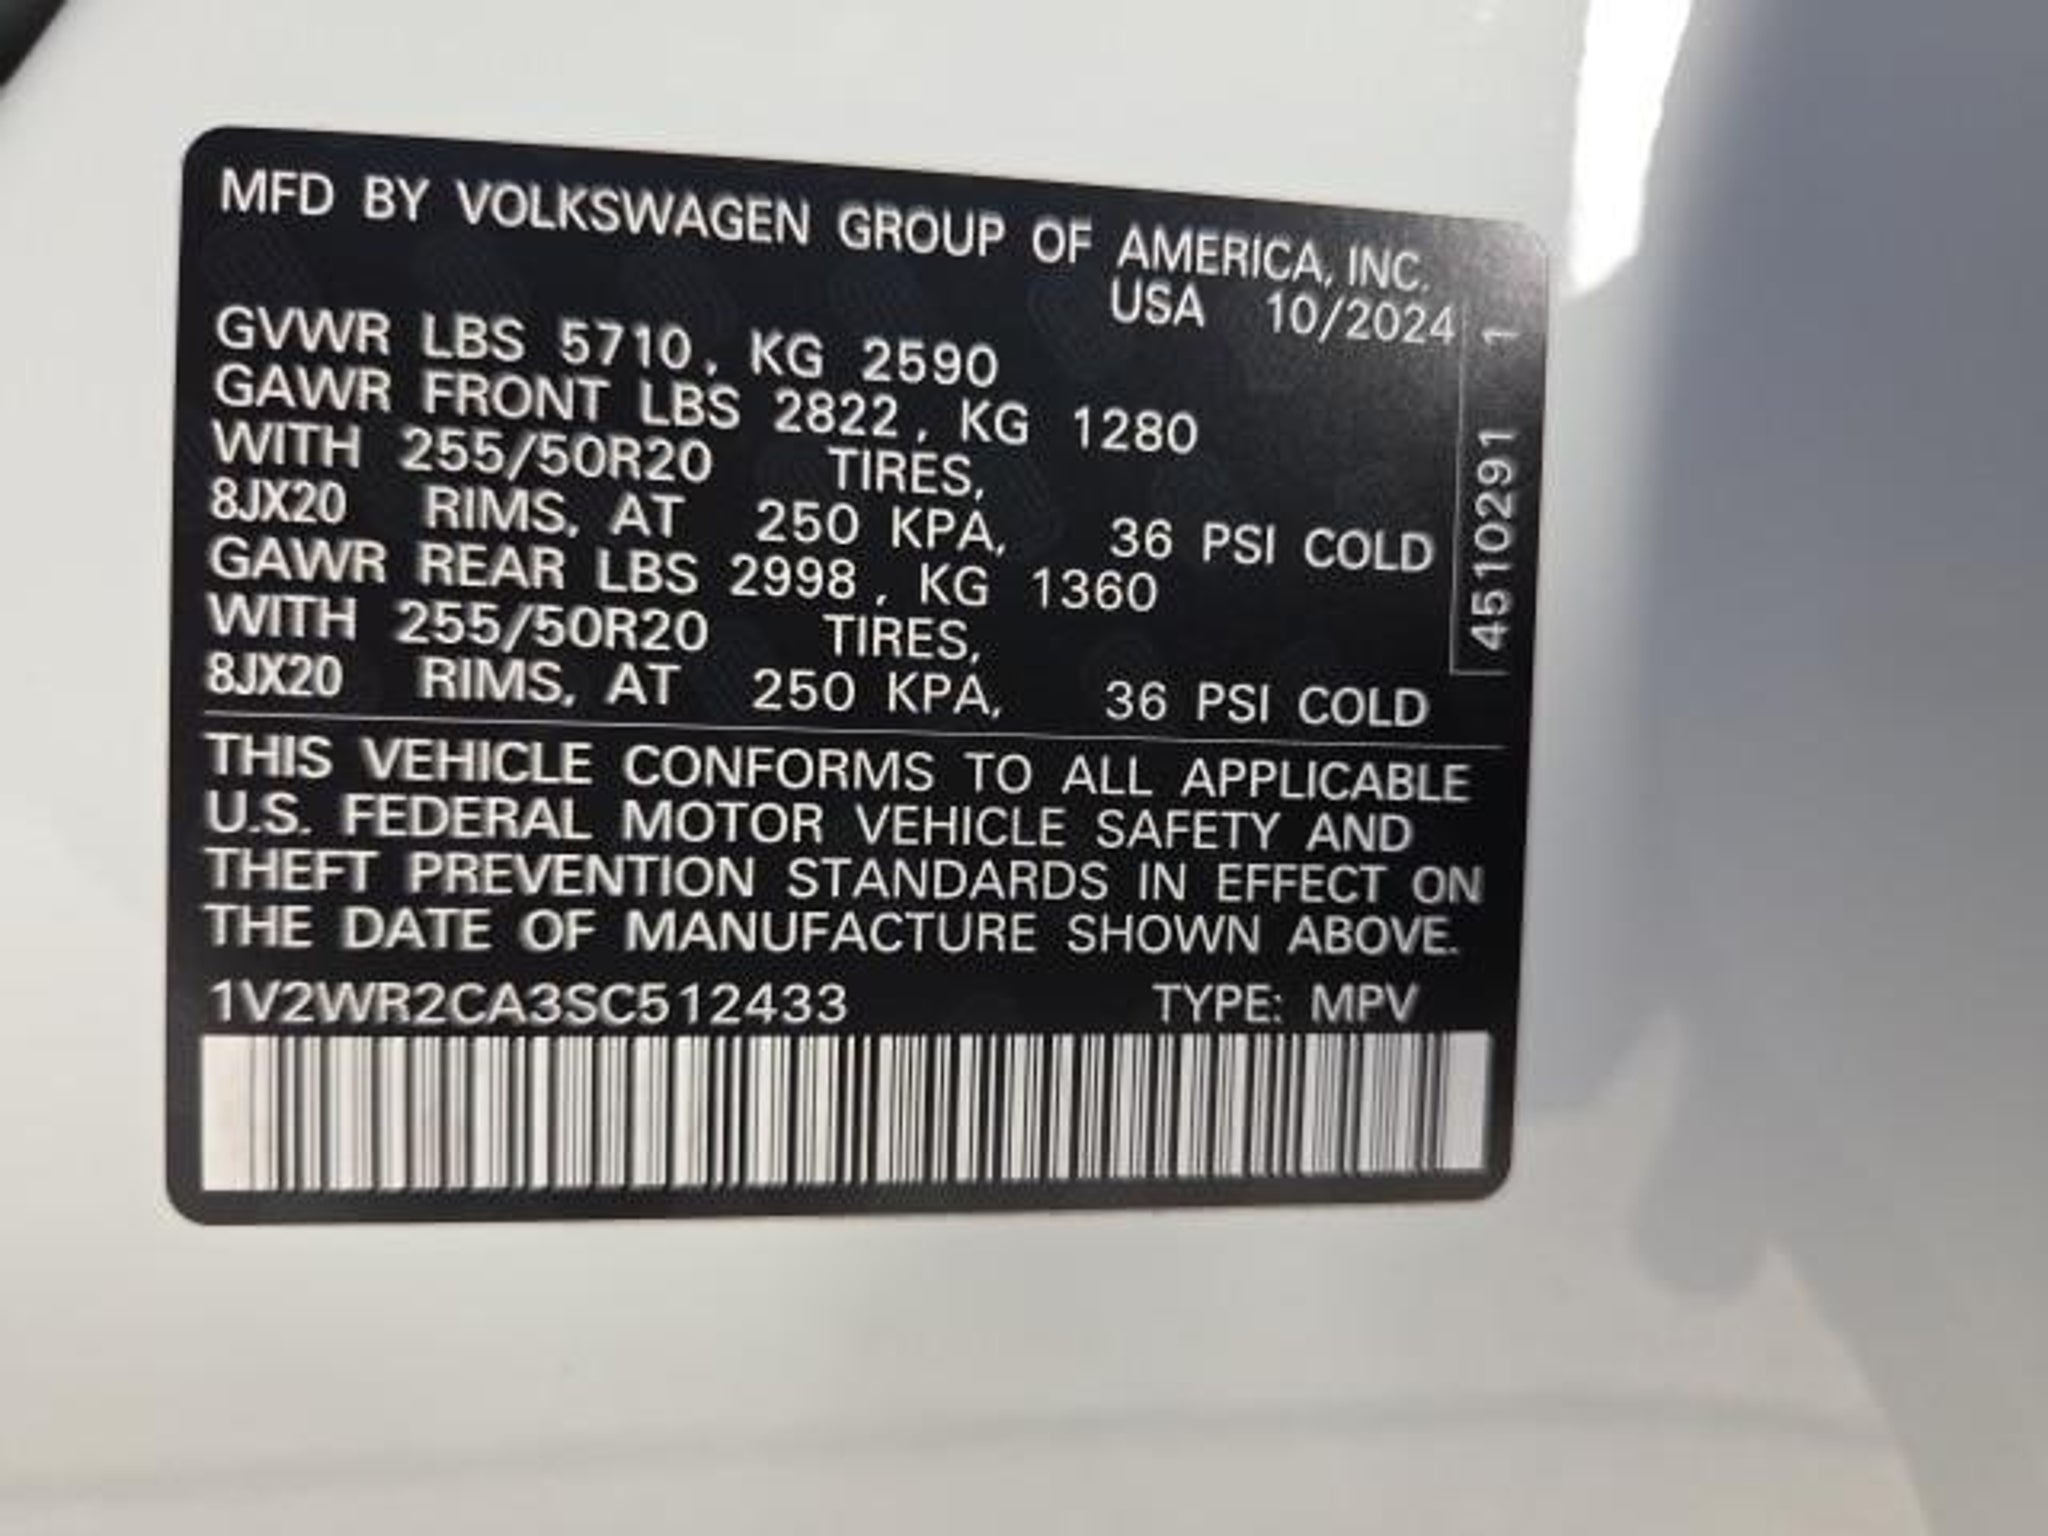 MFD BY VOLKSWAGEN GROUP OF AMERICA, INC.
USA 10/2024
GVWR LBS 5710, KG 2590
GAWR FRONT LBS 2822, KG 1280
WITH 255/50R20 TIRES,
8JX20 RIMS, AT 250 KPA, 36 PSI COLD
GAWR REAR LBS 2998, KG 1360
WITH 255/50R20 TIRES,
8JX20 RIMS, AT 250 KPA, 36 PSI COLD
4510291 1
THIS VEHICLE CONFORMS TO ALL APPLICABLE
U.S. FEDERAL MOTOR VEHICLE SAFETY AND
THEFT PREVENTION STANDARDS IN EFFECT ON
THE DATE OF MANUFACTURE SHOWN ABOVE.
1V2WR2CA3SC512433 TYPE: MPV